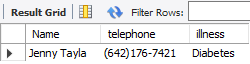 Result Grid Filter Rows:
Name telephone illness
Jenny Tayla (642)176-7421 Diabetes